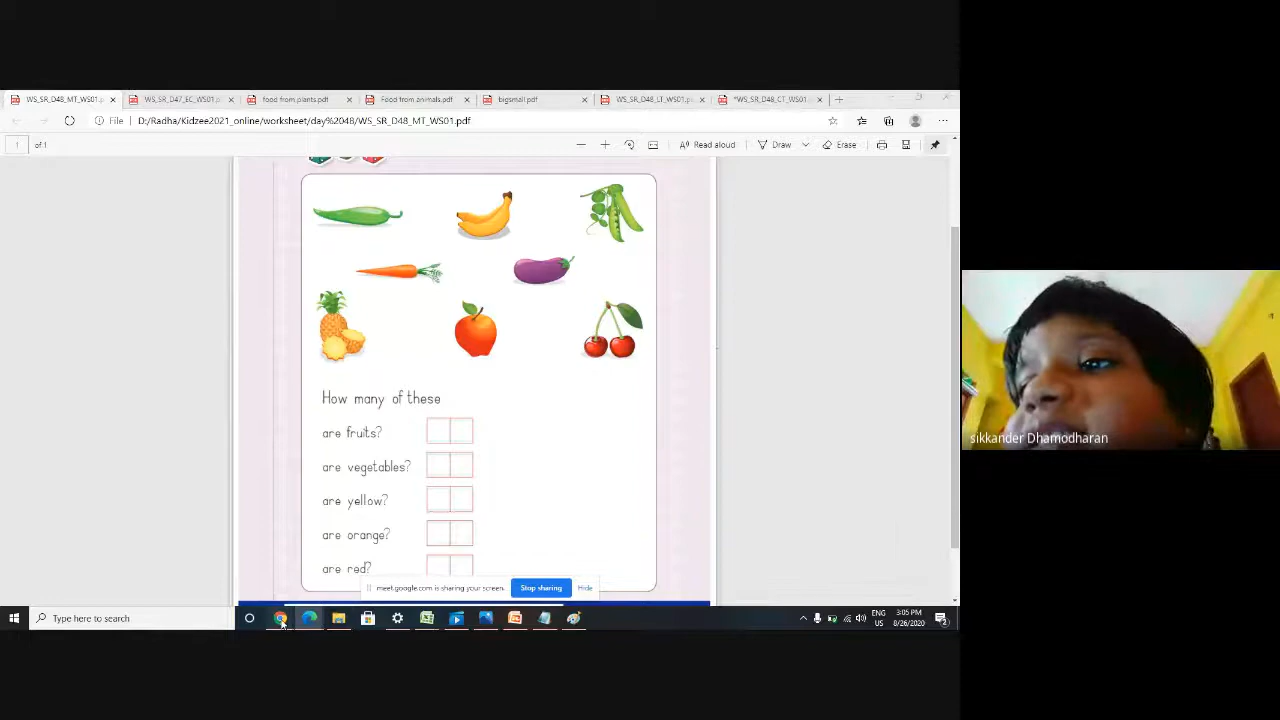 WS_SR_D48_MT_WS01.p
WS_SR_D47_EC_WS01.p
food from plants.pdf
Food from animals.pdf
bigsmall.pdf
WS_SR_D48_LT_WS01.p
*WS_SR_D48_CT_WS01.
File
D:/Radha/Kidzee2021_online/worksheet/day%2048/WS_SR_D48_MT_WS01.pdf
1 of 1
Read aloud
Draw
Erase
How many of these
are fruits?
are vegetables?
are yellow?
are orange?
are red?
meet.google.com is sharing your screen.
Stop sharing
Hide
sikkander Dhamodharan
Type here to search
ENG
US
3:05 PM
8/26/2020
2